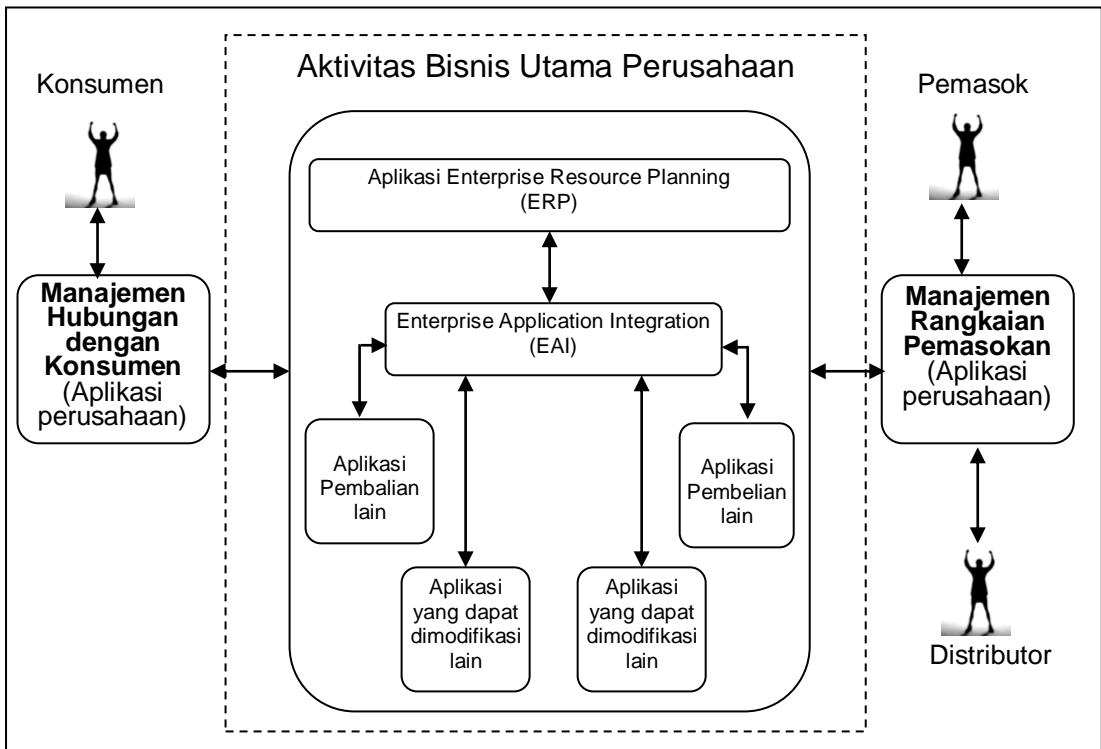 Aktivitas Bisnis Utama Perusahaan
Konsumen
Manajemen
Hubungan
dengan
Konsumen
(Aplikasi
perusahaan)
Aplikasi Enterprise Resource Planning
(ERP)
Enterprise Application Integration
(EAI)
Aplikasi
Pembalian
lain
Aplikasi
yang dapat
dimodifikasi
lain
Aplikasi
yang dapat
dimodifikasi
lain
Aplikasi
Pembelian
lain
Pemasok
Manajemen
Rangkaian
Pemasokan
(Aplikasi
perusahaan)
Distributor